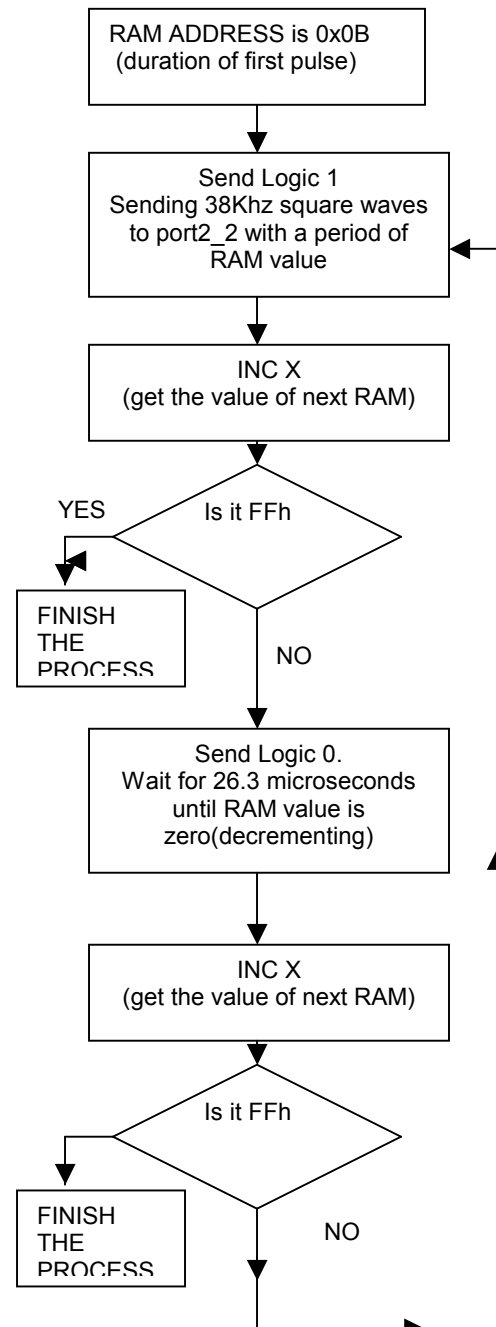 RAM ADDRESS is 0x0B
(duration of first pulse)
Send Logic 1
Sending 38Khz square waves
to port2_2 with a period of
RAM value
INC X
(get the value of next RAM)
Is it FFh
YES
FINISH
THE
PROCESS
NO
Send Logic 0.
Wait for 26.3 microseconds
until RAM value is
zero(decrementing)
INC X
(get the value of next RAM)
Is it FFh
FINISH
THE
PROCESS
NO